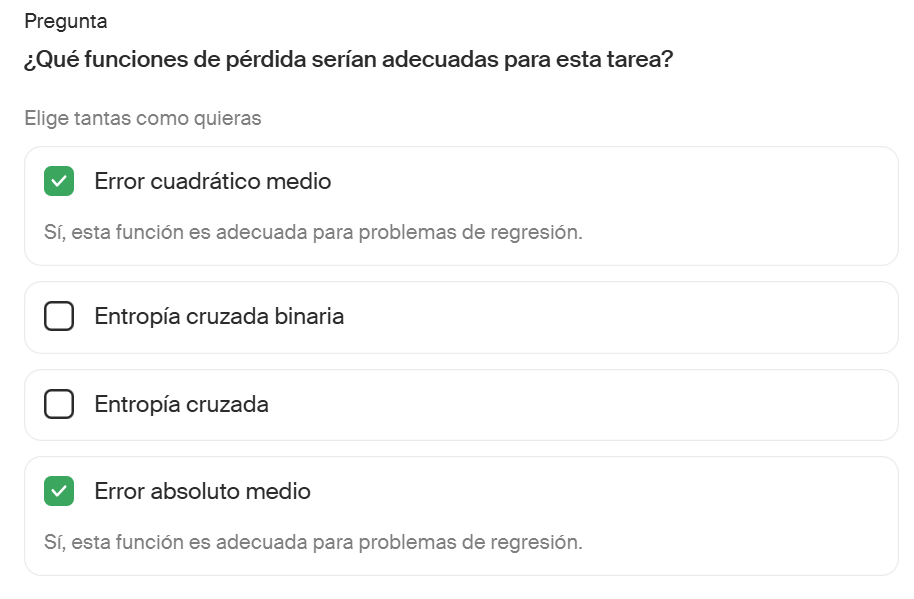 Pregunta
¿Qué funciones de pérdida serían adecuadas para esta tarea?
Elige tantas como quieras
Error cuadrático medio
Sí, esta función es adecuada para problemas de regresión.
Entropía cruzada binaria
Entropía cruzada
Error absoluto medio
Sí, esta función es adecuada para problemas de regresión.